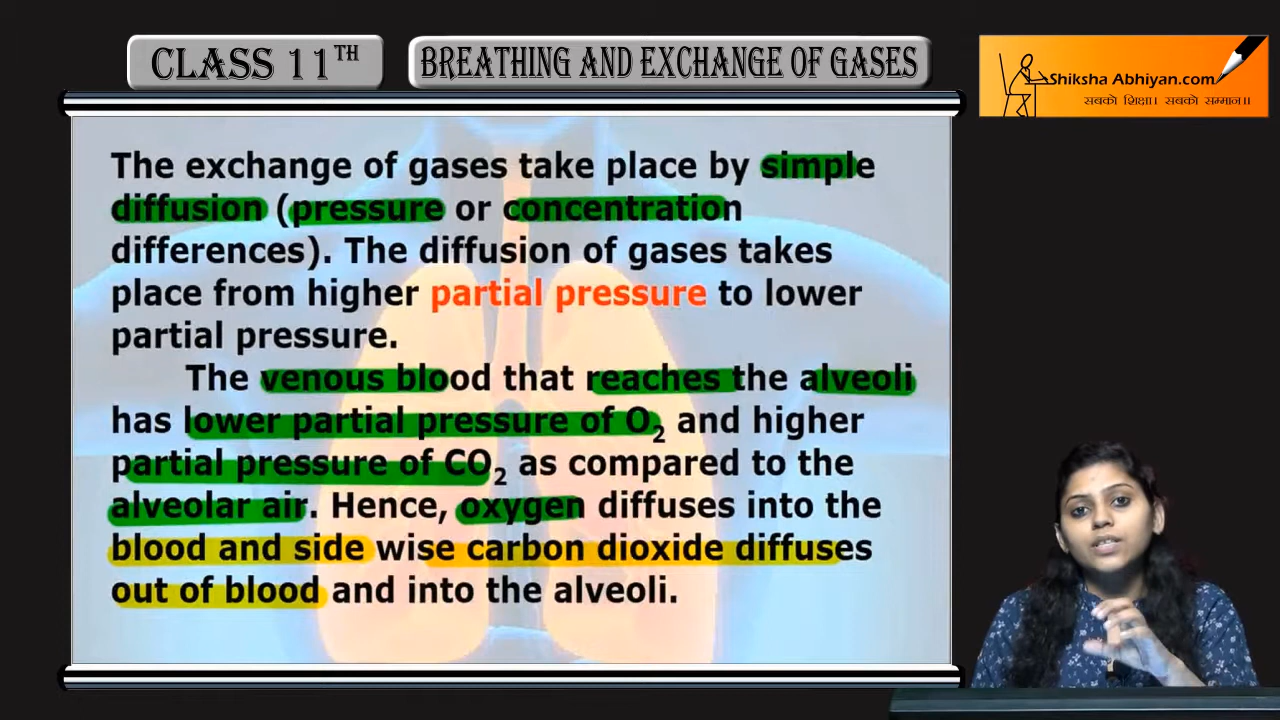 CLASS 11TH
BREATHING AND EXCHANGE OF GASES
Shiksha Abhiyan.com
सबको शिक्षा। सबको सम्मान॥
The exchange of gases take place by simple
diffusion (pressure or concentration
differences). The diffusion of gases takes
place from higher partial pressure to lower
partial pressure.
The venous blood that reaches the alveoli
has lower partial pressure of O₂ and higher
partial pressure of CO₂ as compared to the
alveolar air. Hence, oxygen diffuses into the
blood and side wise carbon dioxide diffuses
out of blood and into the alveoli.